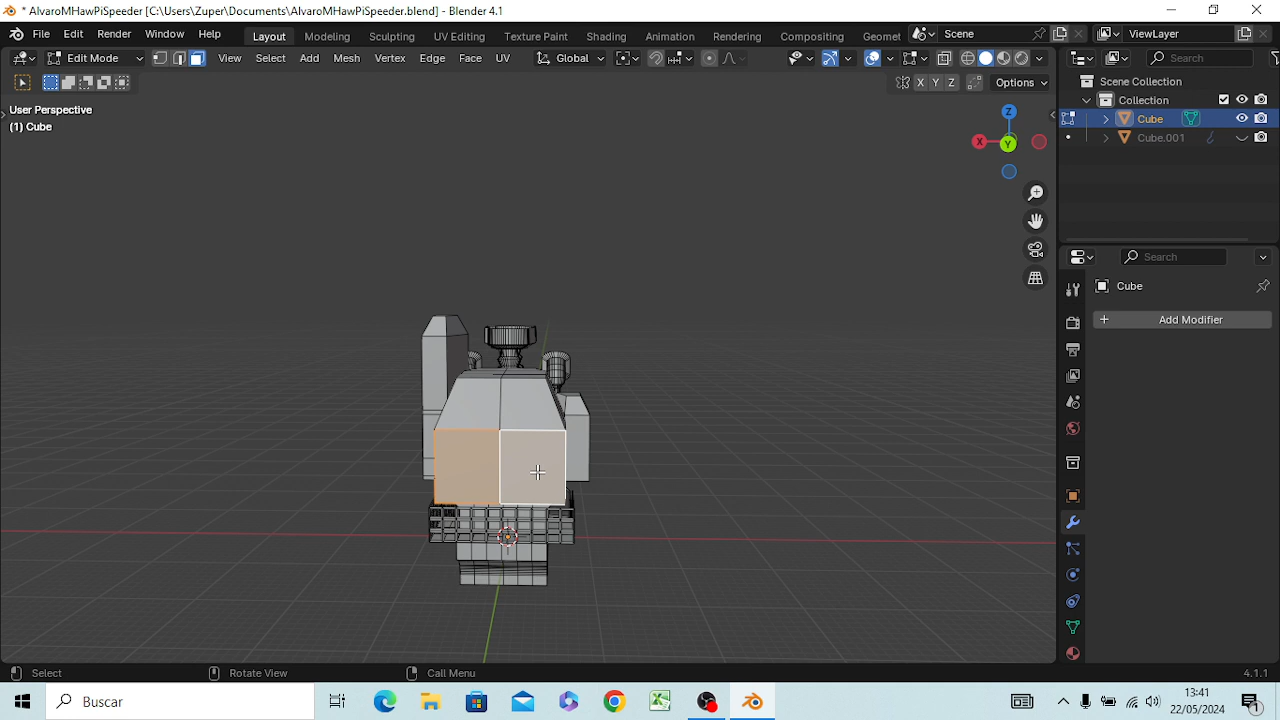 * AlvaroMHawPiSpeeder [C:\Users\Zuper\Documents\AlvaroMHawPiSpeeder.blend] - Blender 4.1
File Edit Render Window Help Layout Modeling Sculpting UV Editing Texture Paint Shading Animation Rendering Compositing Geomet Scene ViewLayer
Edit Mode View Select Add Mesh Vertex Edge Face UV Global Search
X Y Z Options
User Perspective
(1) Cube
Scene Collection
Collection
Cube
Cube.001
Z
X
Y
Search
Cube
Add Modifier
Select Rotate View Call Menu 4.1.1
Buscar
13:41
22/05/2024
1